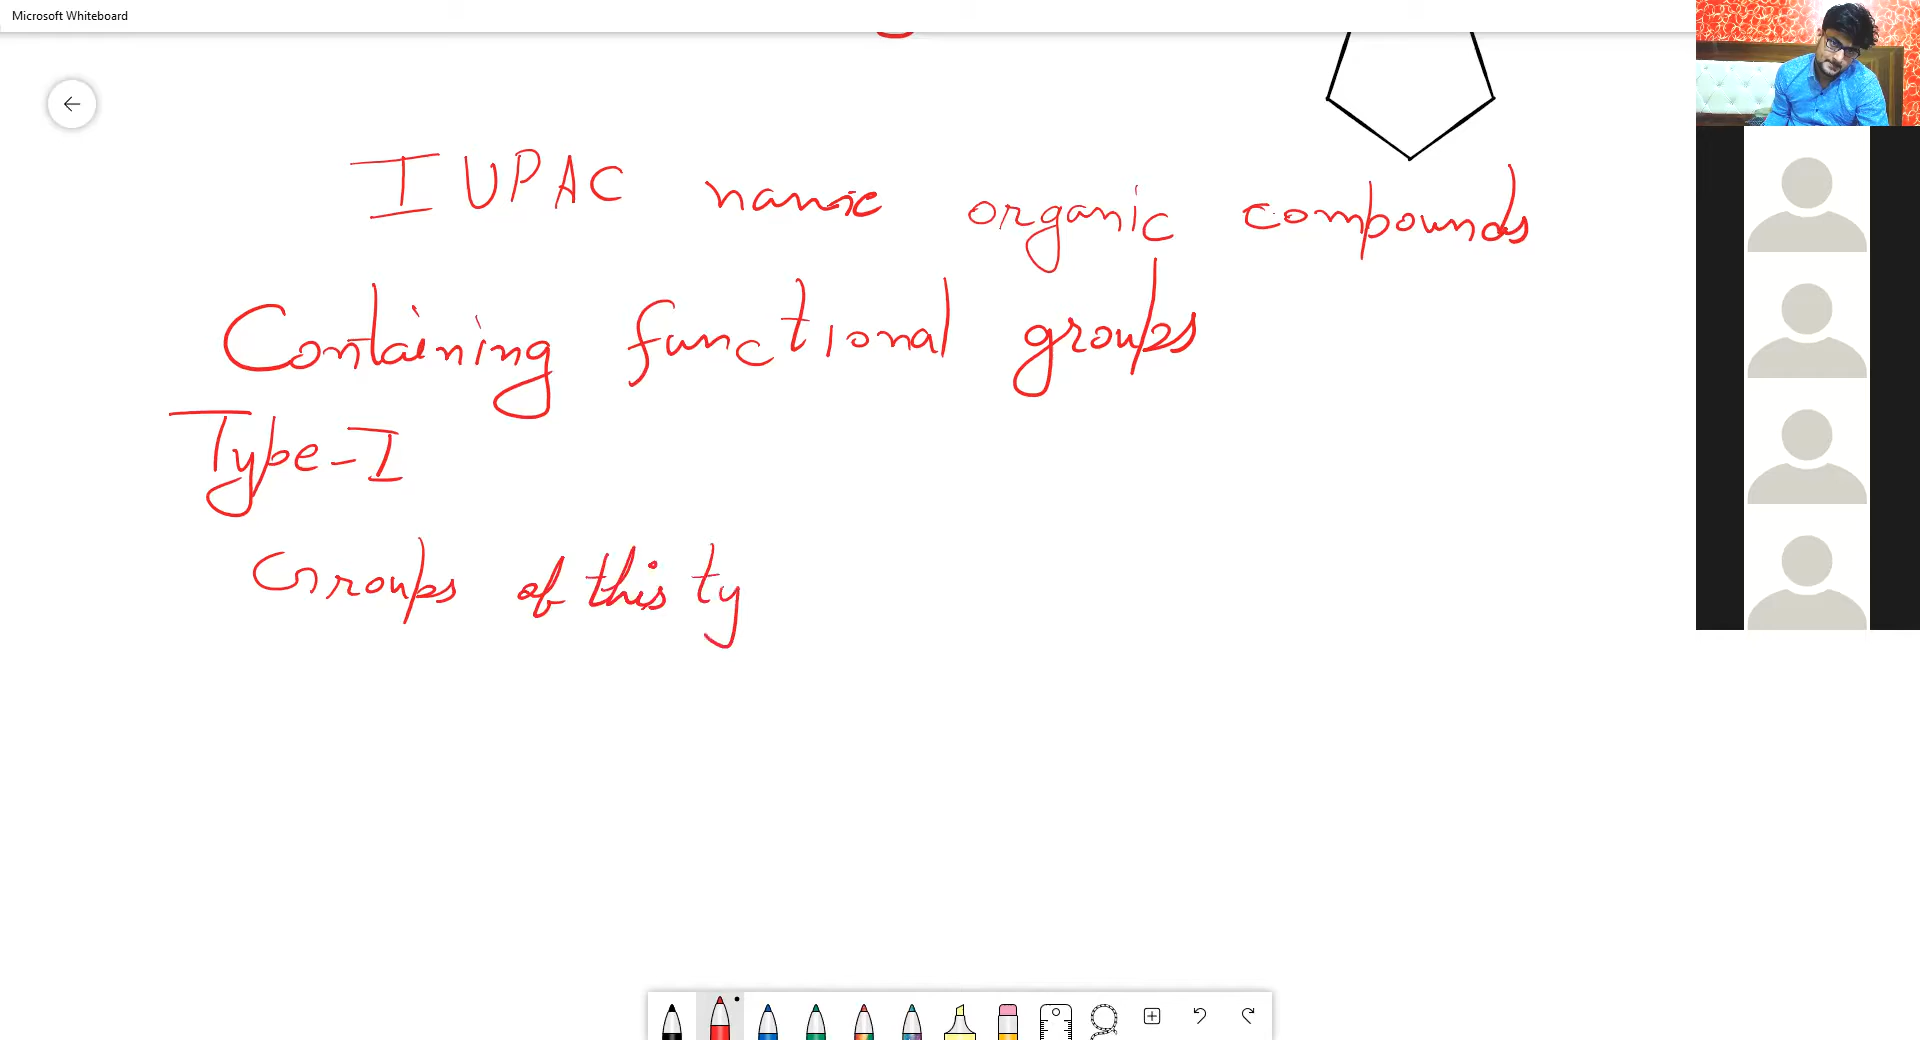 Microsoft Whiteboard
IUPAC name organic compounds
Containing functional groups
Type-I
Groups of this ty